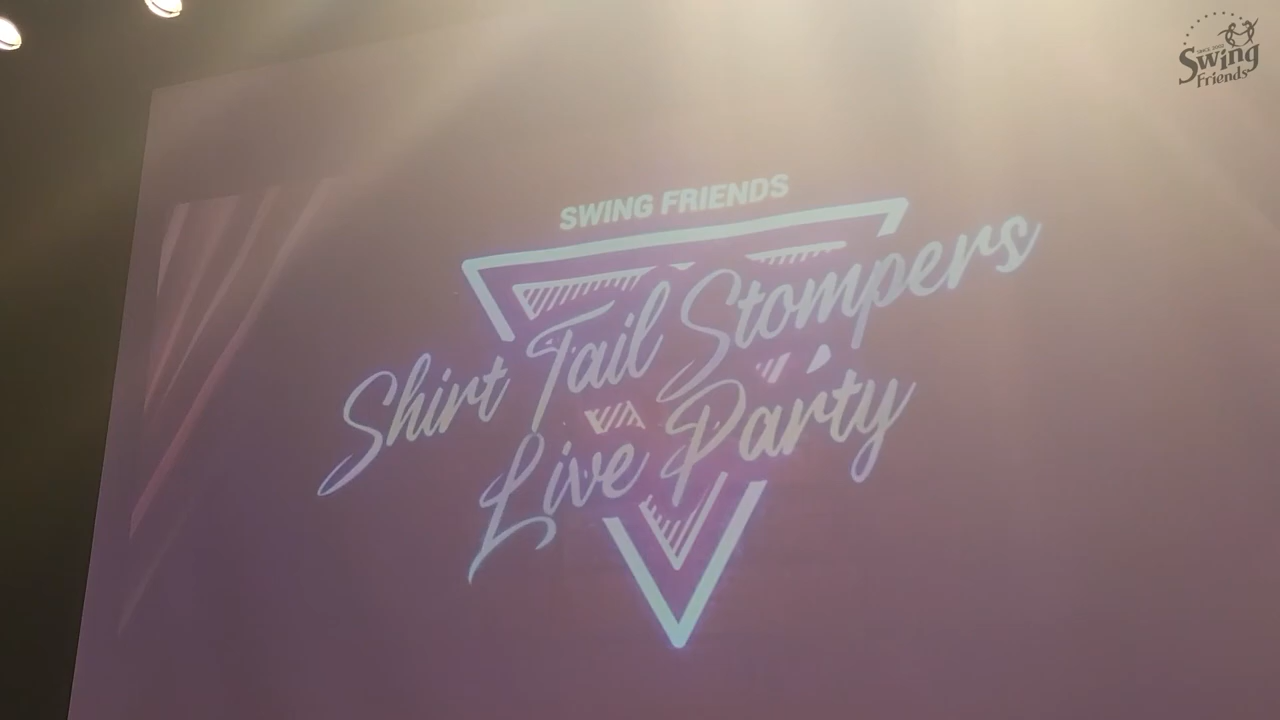 SWING FRIENDS
Shirt Tail Stompers
Live Party
Swing
Friends